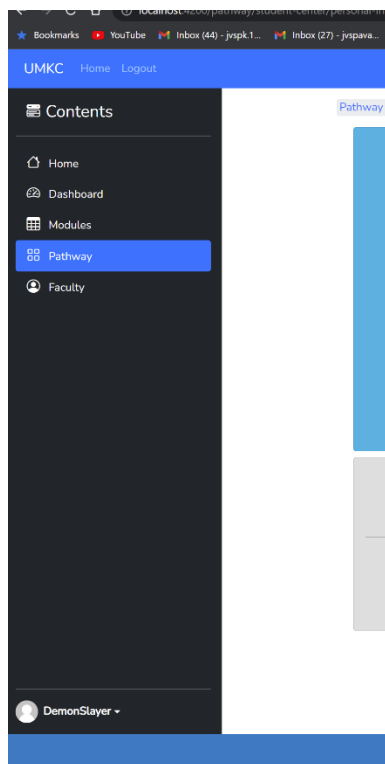 localhost:4200/pathway/student-center/personal-in
Bookmarks YouTube Inbox (44) - jvspk.1... Inbox (27) - jvspava...
UMKC Home Logout
Contents
Pathway
Home
Dashboard
Modules
Pathway
Faculty
DemonSlayer